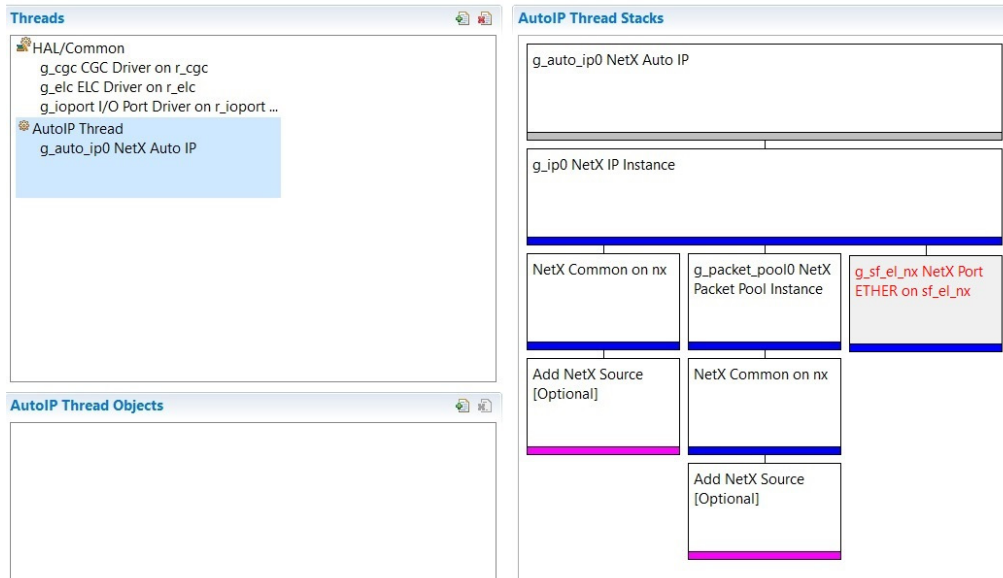 Threads
HAL/Common
g_cgc CGC Driver on r_cgc
g_elc ELC Driver on r_elc
g_ioport I/O Port Driver on r_ioport ...
AutoIP Thread
g_auto_ip0 NetX Auto IP
AutoIP Thread Objects
AutoIP Thread Stacks
g_auto_ip0 NetX Auto IP
g_ip0 NetX IP Instance
NetX Common on nx
g_packet_pool0 NetX
Packet Pool Instance
g_sf_el_nx NetX Port
ETHER on sf_el_nx
Add NetX Source
[Optional]
NetX Common on nx
Add NetX Source
[Optional]